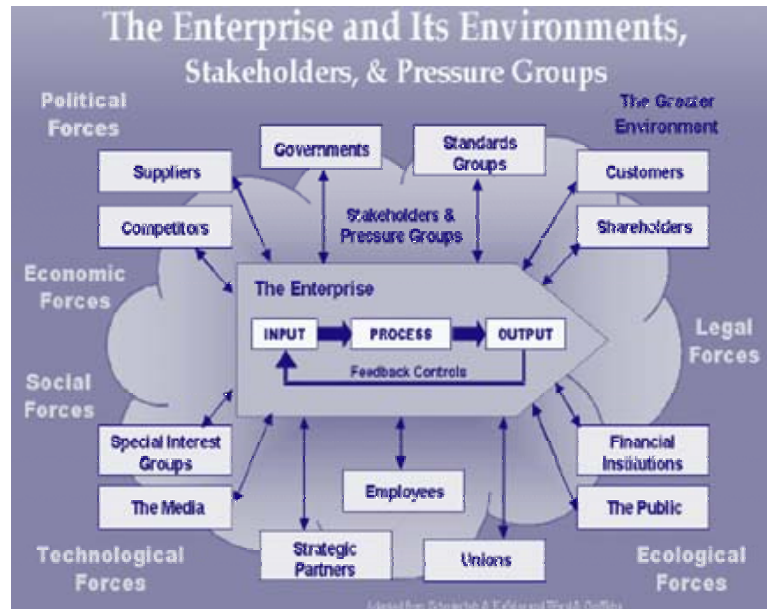 The Enterprise and Its Environments,
Stakeholders, & Pressure Groups
Political
Forces
The Greater
Environment
Governments
Standards
Groups
Suppliers
Customers
Competitors
Stakeholders &
Pressure Groups
Shareholders
Economic
Forces
The Enterprise
INPUT
PROCESS
OUTPUT
Feedback Controls
Legal
Forces
Social
Forces
Special Interest
Groups
Financial
Institutions
Employees
The Media
The Public
Technological
Forces
Strategic
Partners
Unions
Ecological
Forces
Adapted from